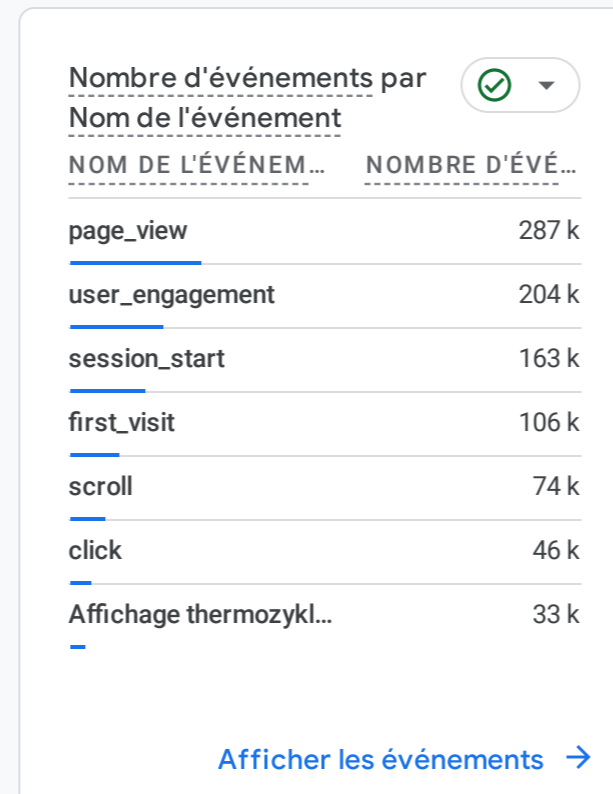 Nombre d'événements par
Nom de l'événement
NOM DE L'ÉVÉNEM… NOMBRE D'ÉVÉ…
page_view 287 k
user_engagement 204 k
session_start 163 k
first_visit 106 k
scroll 74 k
click 46 k
Affichage thermozykl… 33 k
Afficher les événements →